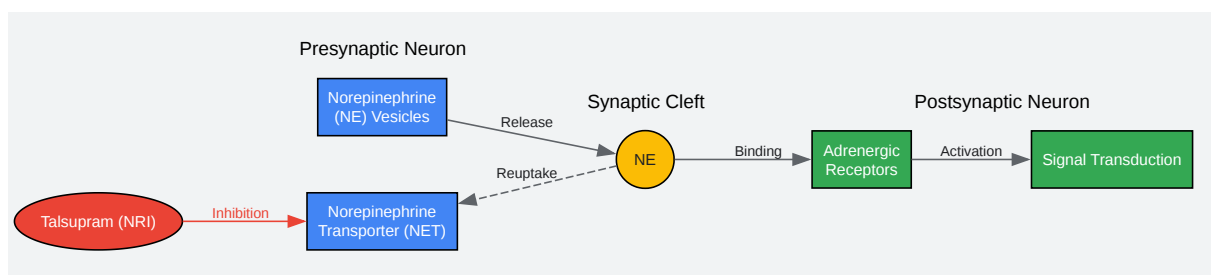 Presynaptic Neuron
Norepinephrine
(NE) Vesicles
Release
Synaptic Cleft
NE
Reuptake
Postsynaptic Neuron
Binding
Adrenergic
Receptors
Activation
Signal Transduction
Talsupram (NRI)
Inhibition
Norepinephrine
Transporter (NET)